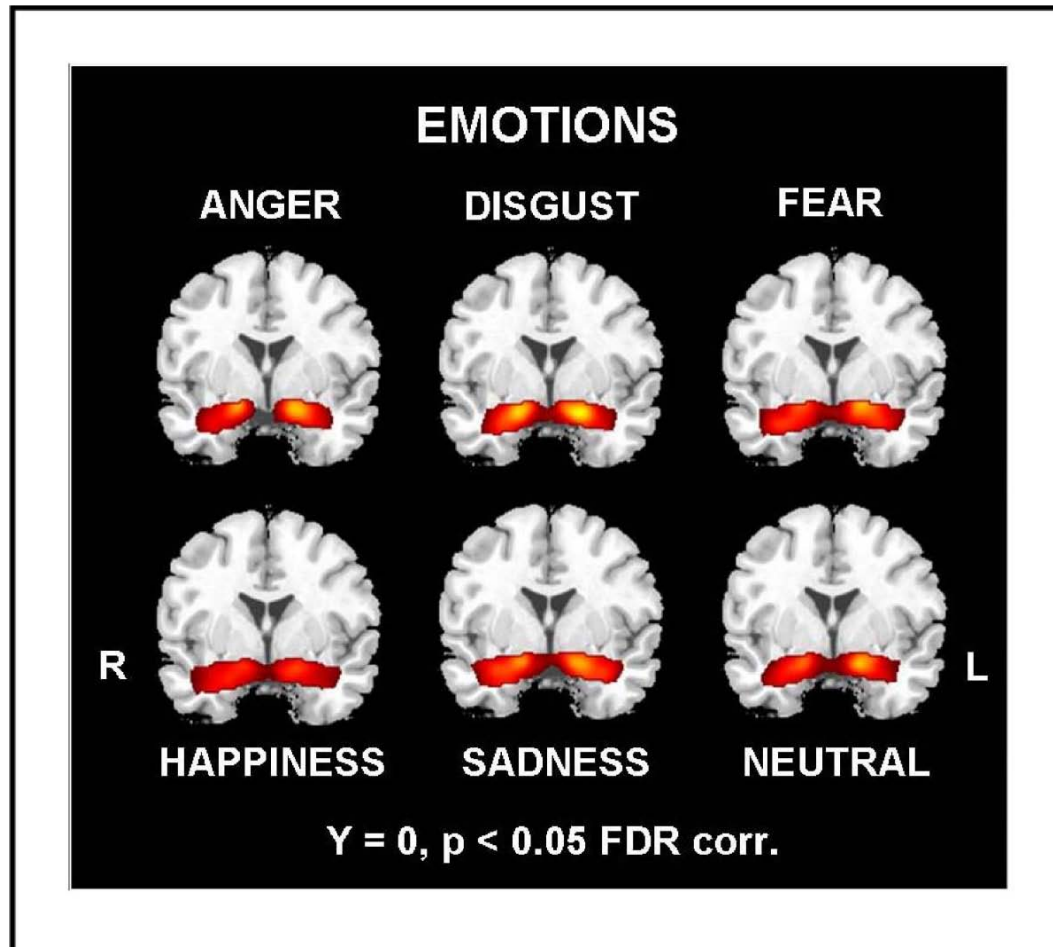 EMOTIONS
ANGER DISGUST FEAR
R L
HAPPINESS SADNESS NEUTRAL
Y = 0, p < 0.05 FDR corr.